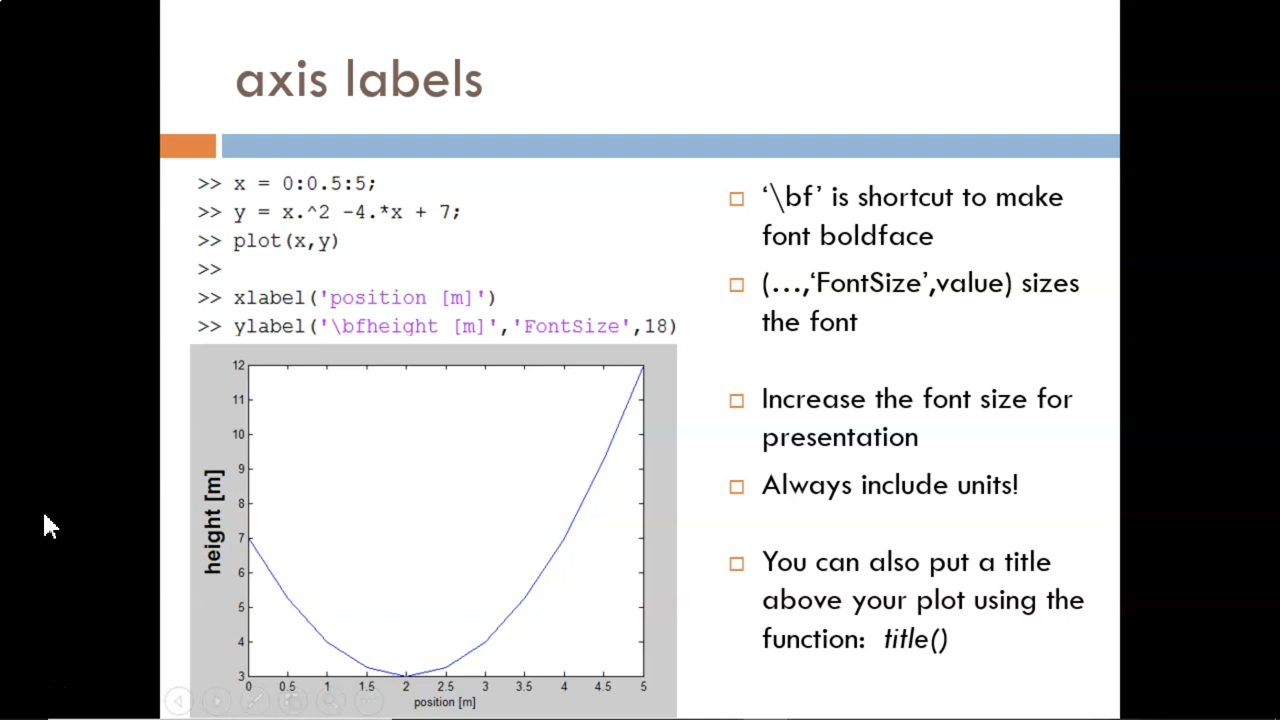 axis labels
>> x = 0:0.5:5;
>> y = x.^2 -4.*x + 7;
>> plot(x,y)
>>
>> xlabel('position [m]')
>> ylabel('\bfheight [m]','FontSize',18)
12
11
10
9
8
7
6
5
4
3
height [m]
0 0.5 1 1.5 2 2.5 3 3.5 4 4.5 5
position [m]
‘\bf’ is shortcut to make
font boldface
(…,‘FontSize’,value) sizes
the font
Increase the font size for
presentation
Always include units!
You can also put a title
above your plot using the
function: title()